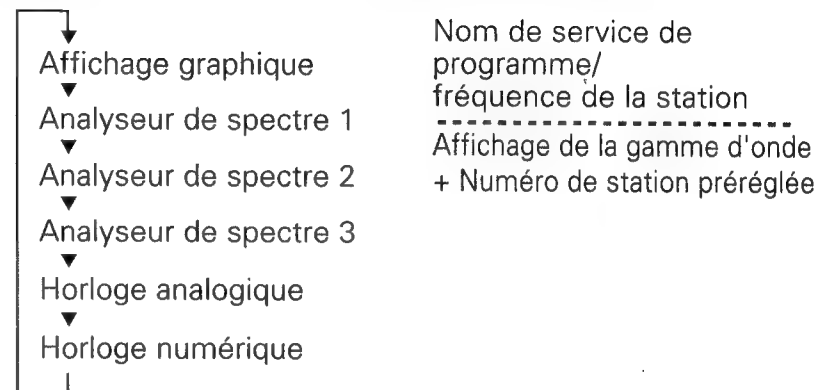 Affichage graphique
Analyseur de spectre 1
Analyseur de spectre 2
Analyseur de spectre 3
Horloge analogique
Horloge numérique
Nom de service de
programme/
fréquence de la station
Affichage de la gamme d'onde
+ Numéro de station préréglée